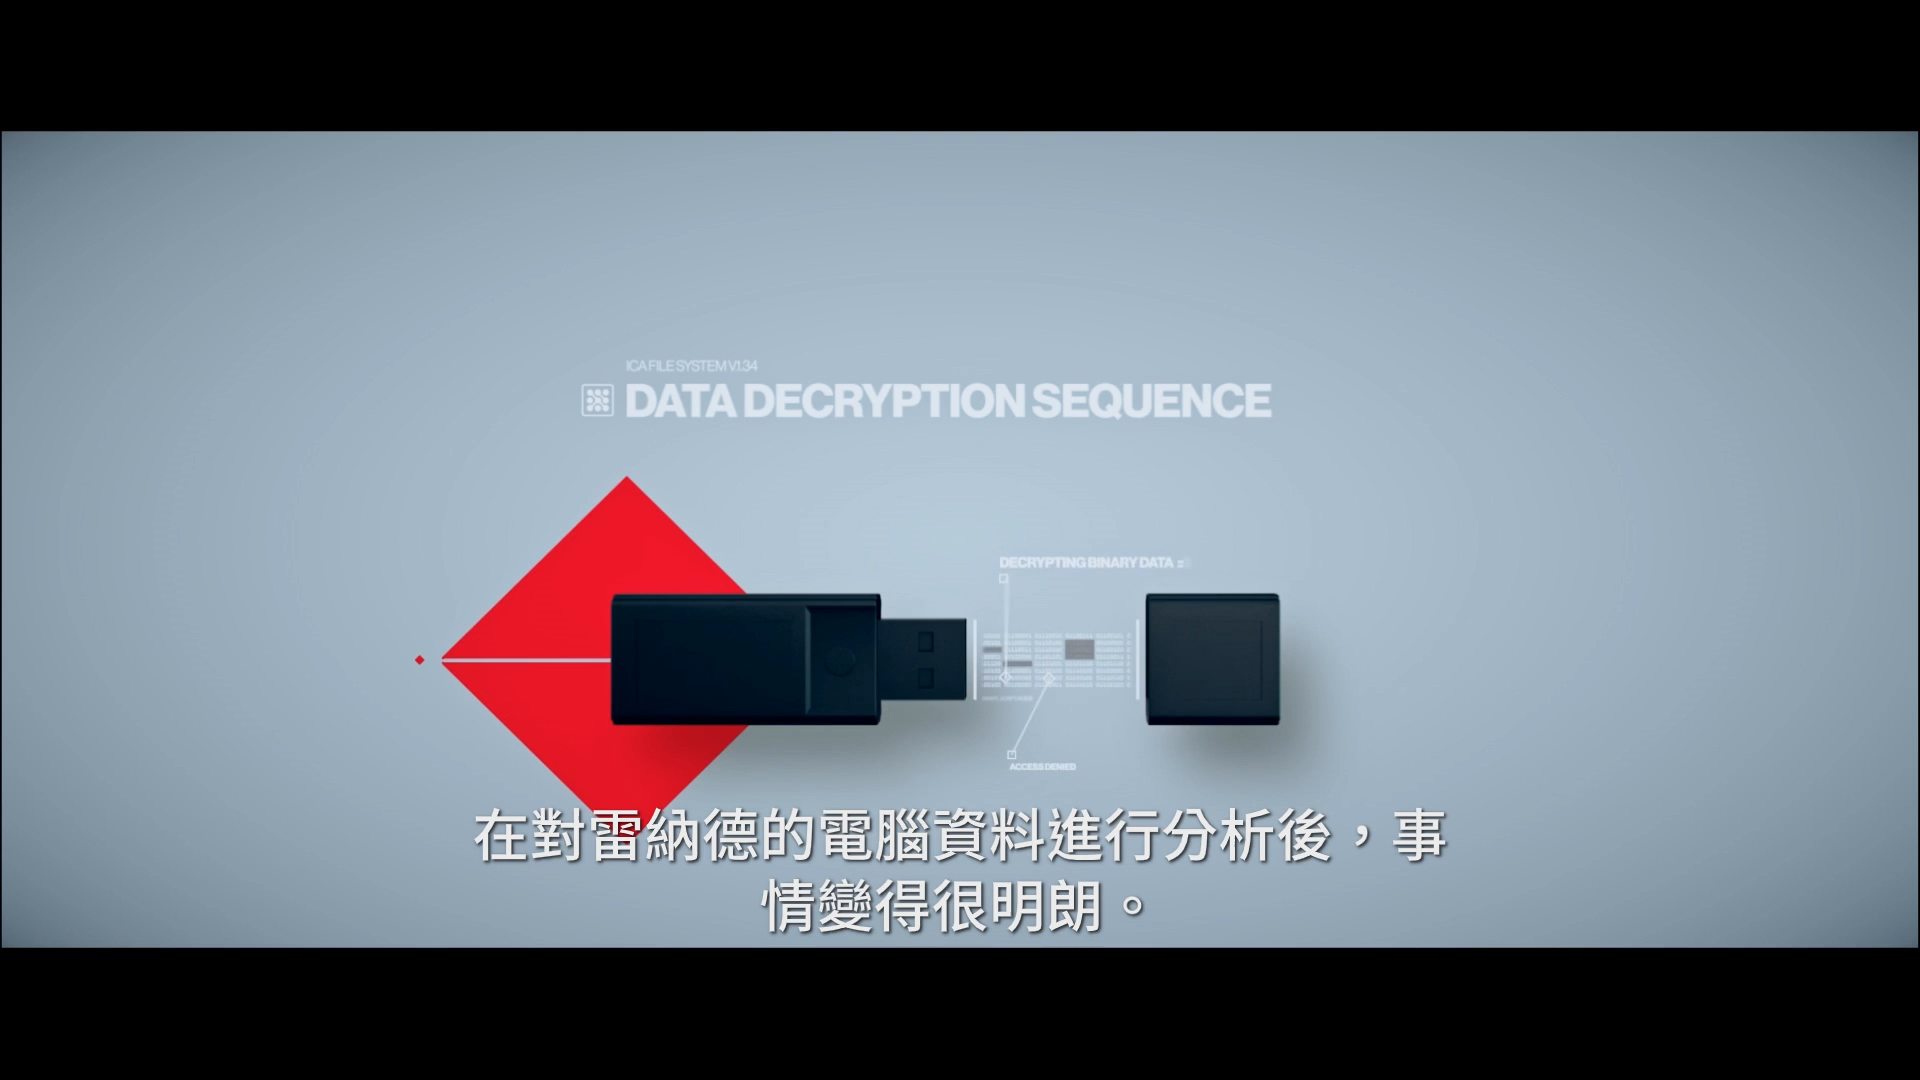 ICA FILE SYSTEM V.1.34
DATA DECRYPTION SEQUENCE
DECRYPTING BINARY DATA
ACCESS DENIED
在對雷納德的電腦資料進行分析後，事
情變得很明朗。